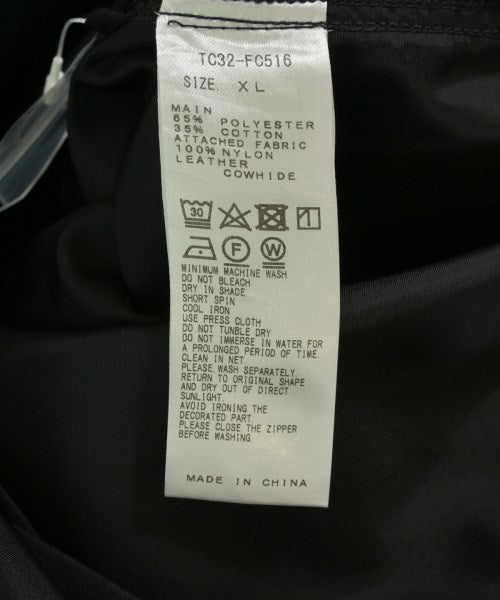 TC32-FC516
SIZE. XL
MAIN
65% POLYESTER
35% COTTON
ATTACHED FABRIC
100% NYLON
LEATHER
COWHIDE
30
F W
MINIMUM MACHINE WASH
DO NOT BLEACH
DRY IN SHADE
SHORT SPIN
COOL IRON
USE PRESS CLOTH
DO NOT TUMBLE DRY
DO NOT IMMERSE IN WATER FOR
A PROLONGED PERIOD OF TIME.
CLEAN IN NET.
PLEASE WASH SEPARATELY.
RETURN TO ORIGINAL SHAPE
AND DRY OUT OF DIRECT
SUNLIGHT.
AVOID IRONING THE
DECORATED PART.
PLEASE CLOSE THE ZIPPER
BEFORE WASHING.
MADE IN CHINA